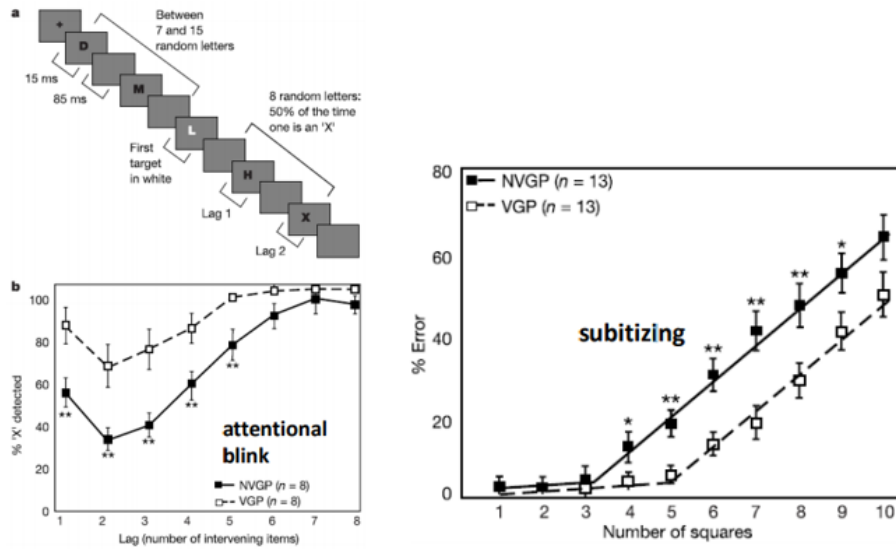 a
Between
7 and 15
random letters
+
D
15 ms
85 ms
M
8 random letters:
50% of the time
one is an 'X'
L
First
target
in white
H
Lag 1
X
Lag 2
b
% 'X' detected
100
80
60
40
20
0
** ** ** ** **
attentional
blink
NVGP (n = 8)
VGP (n = 8)
1 2 3 4 5 6 7 8
Lag (number of intervening items)
% Error
80
60
40
20
0
NVGP (n = 13)
VGP (n = 13)
subitizing
* ** ** ** ** *
1 2 3 4 5 6 7 8 9 10
Number of squares